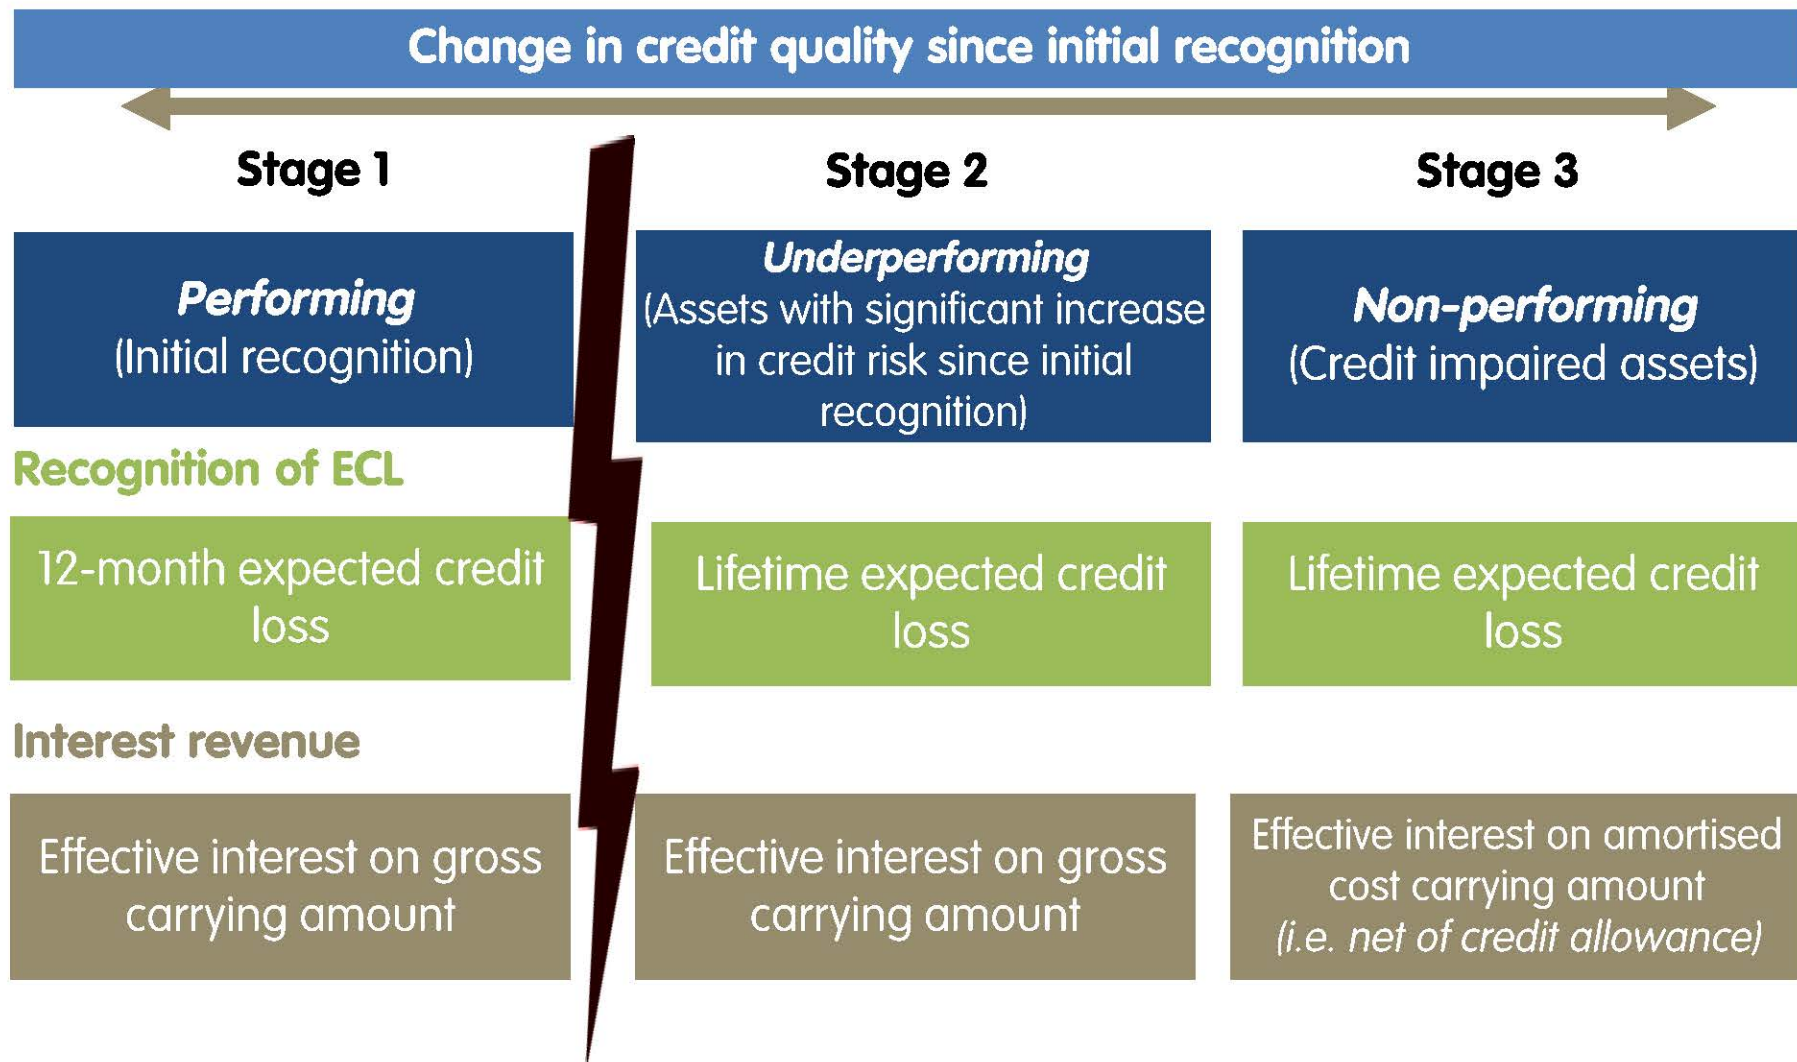 Change in credit quality since initial recognition
Stage 1
Stage 2
Stage 3
Performing
(Initial recognition)
Underperforming
(Assets with significant increase
in credit risk since initial
recognition)
Non-performing
(Credit impaired assets)
Recognition of ECL
12-month expected credit
loss
Lifetime expected credit
loss
Lifetime expected credit
loss
Interest revenue
Effective interest on gross
carrying amount
Effective interest on gross
carrying amount
Effective interest on amortised
cost carrying amount
(i.e. net of credit allowance)